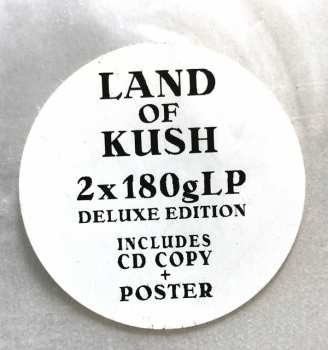 LAND
OF
KUSH
2x180gLP
DELUXE EDITION
INCLUDES
CD COPY
+
POSTER